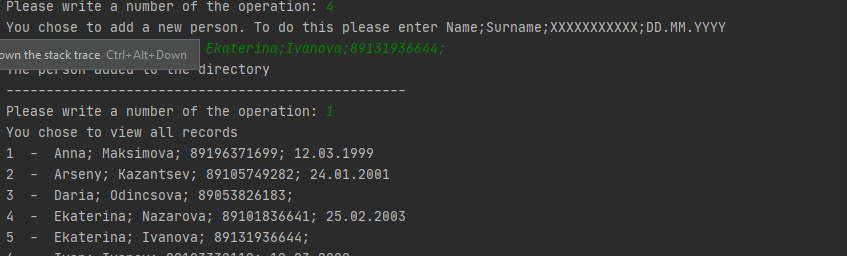 Please write a number of the operation: 4
You chose to add a new person. To do this please enter Name;Surname;XXXXXXXXXXX;DD.MM.YYYY
own the stack trace Ctrl+Alt+Down Ekaterina;Ivanova;89131936644;
The person added to the directory
--------------------------------------------------
Please write a number of the operation: 1
You chose to view all records
1 - Anna; Maksimova; 89196371699; 12.03.1999
2 - Arseny; Kazantsev; 89105749282; 24.01.2001
3 - Daria; Odincsova; 89053826183;
4 - Ekaterina; Nazarova; 89101836641; 25.02.2003
5 - Ekaterina; Ivanova; 89131936644;